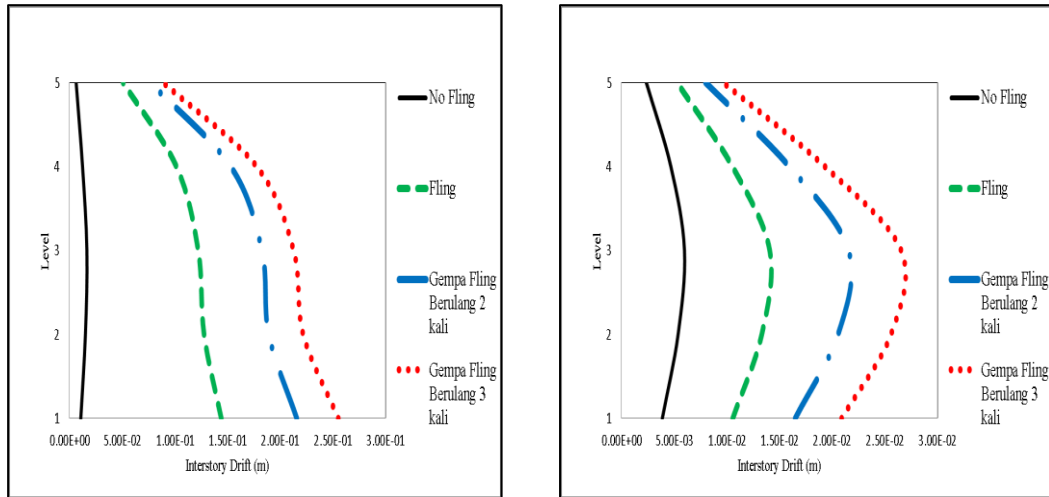 5
4
3
2
1
Level
0.00E+00 5.00E-02 1.00E-01 1.50E-01 2.00E-01 2.50E-01 3.00E-01
Interstory Drift (m)
No Fling
Fling
Gempa Fling
Berulang 2
kali
Gempa Fling
Berulang 3
kali
5
4
3
2
1
Level
0.00E+00 5.00E-03 1.00E-02 1.50E-02 2.00E-02 2.50E-02 3.00E-02
Interstory Drift (m)
No Fling
Fling
Gempa Fling
Berulang 2
kali
Gempa Fling
Berulang 3
kali